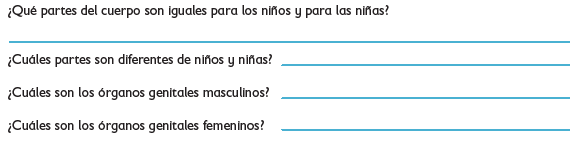 ¿Qué partes del cuerpo son iguales para los niños y para las niñas?
¿Cuáles partes son diferentes de niños y niñas?
¿Cuáles son los órganos genitales masculinos?
¿Cuáles son los órganos genitales femeninos?